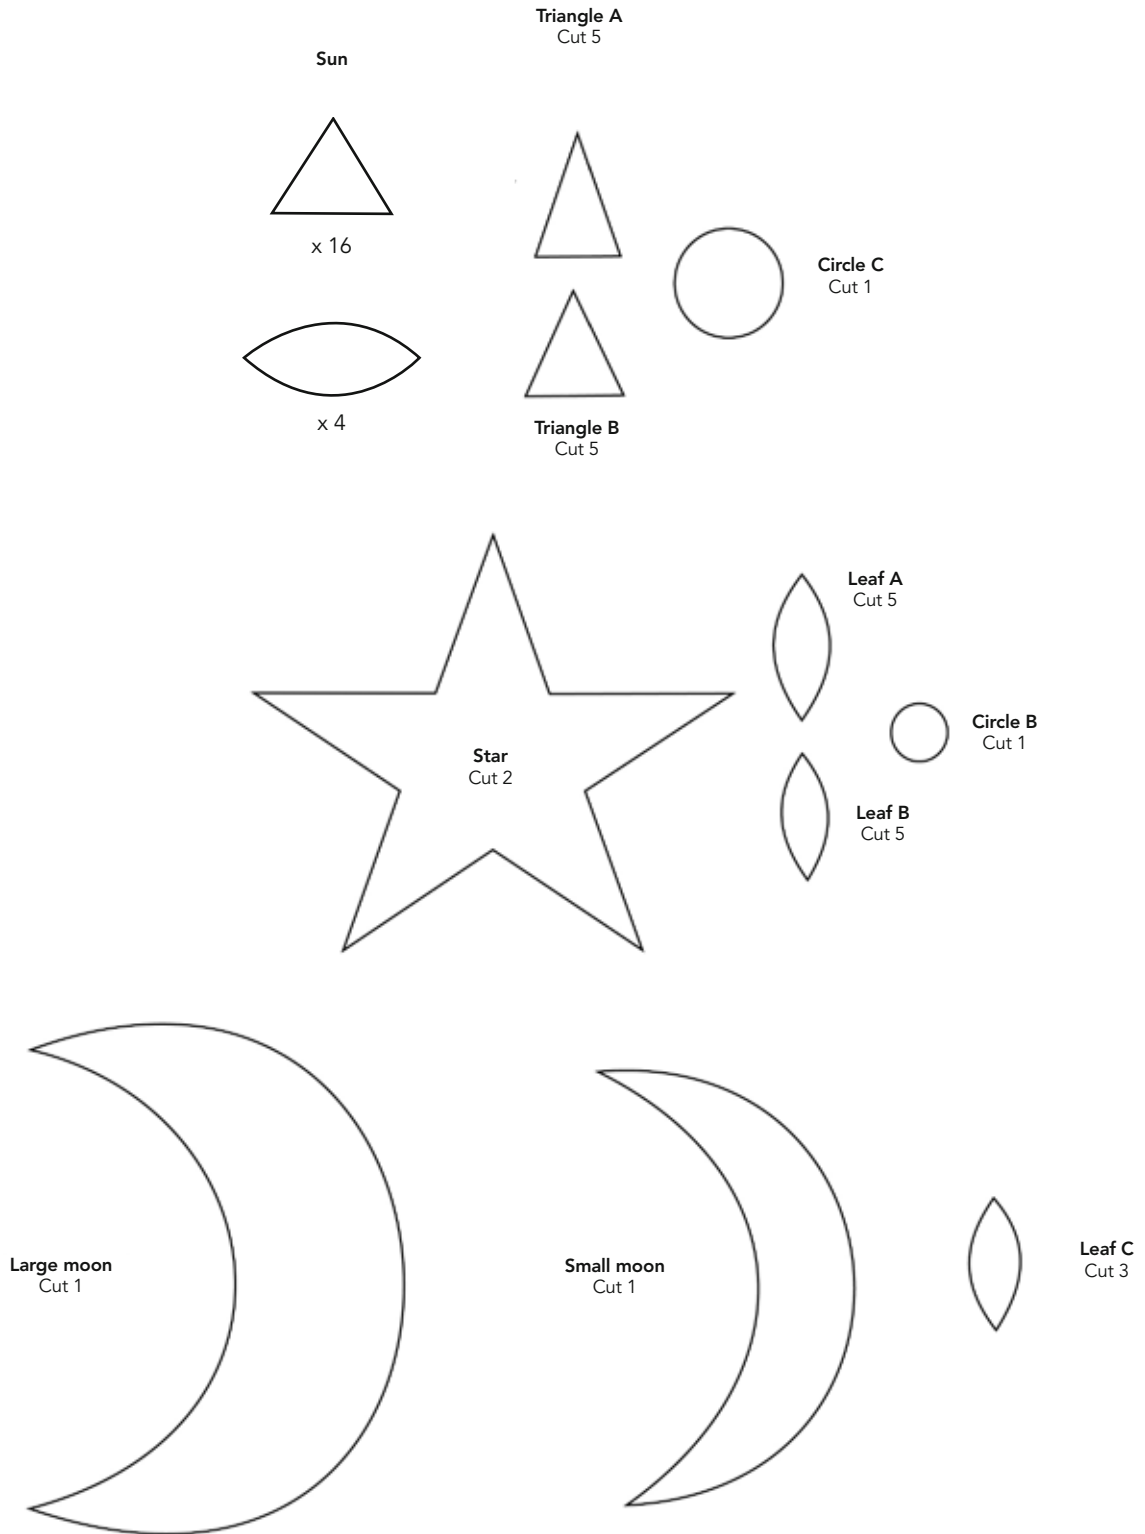 Triangle A
Cut 5
Sun
x 16
Circle C
Cut 1
x 4
Triangle B
Cut 5
Leaf A
Cut 5
Circle B
Cut 1
Star
Cut 2
Leaf B
Cut 5
Large moon
Cut 1
Small moon
Cut 1
Leaf C
Cut 3